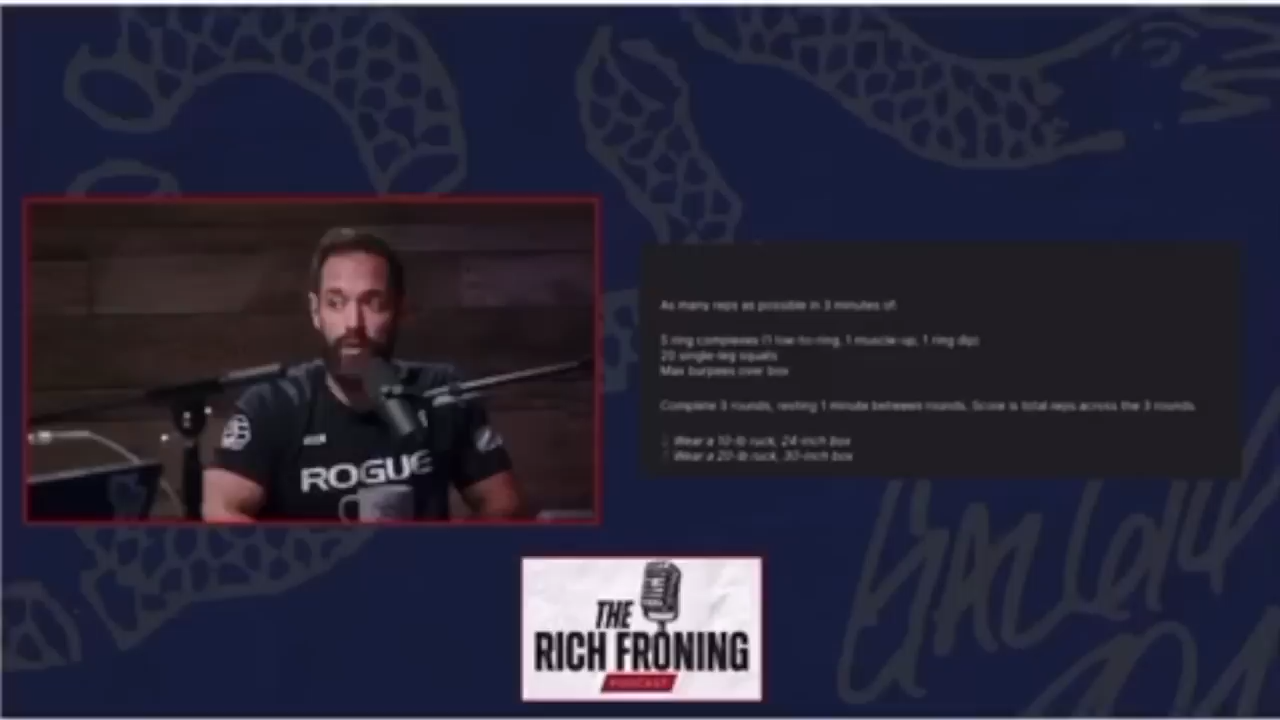 As many reps as possible in 3 minutes of:
5 ring complexes (1 toe-to-ring, 1 muscle-up, 1 ring dip)
20 single-leg squats
Max burpees over box
Complete 3 rounds, resting 1 minute between rounds. Score is total reps across the 3 rounds.
Wear a 10-lb ruck, 24-inch box
Wear a 20-lb ruck, 30-inch box
ROGUE
THE
RICH FRONING
PODCAST